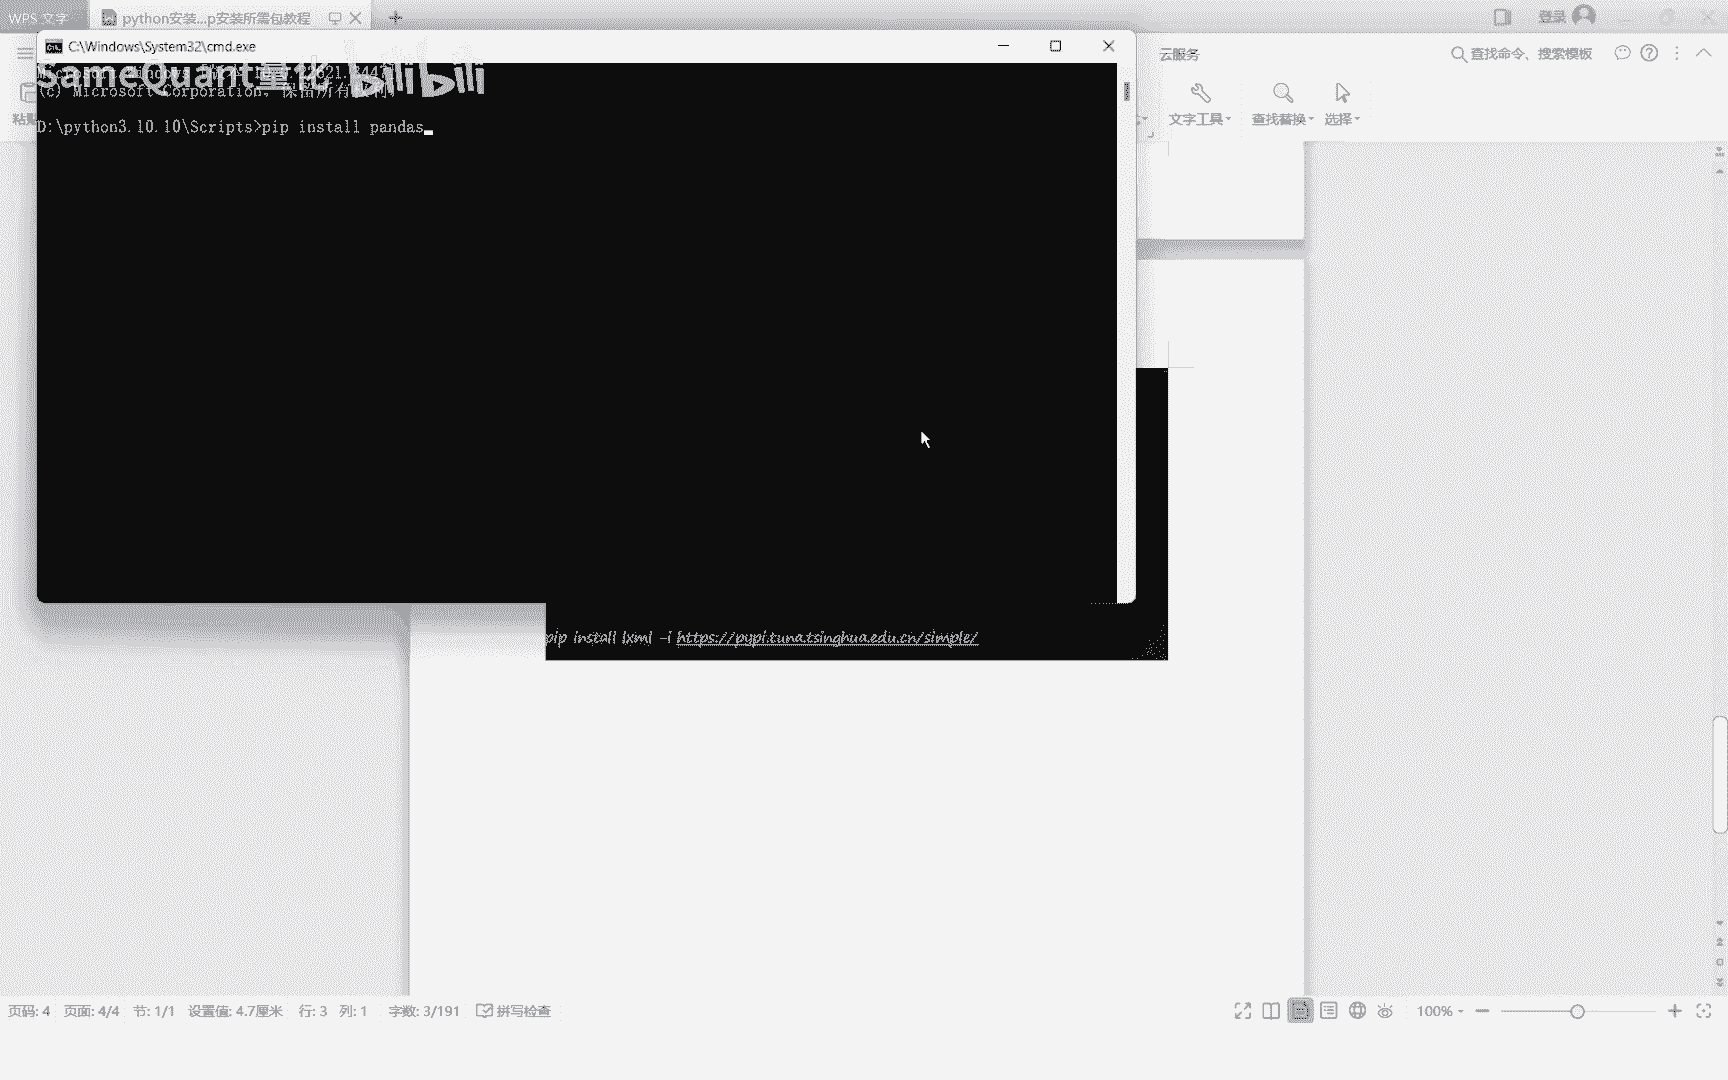 WPS 文字
python安装...p安装所需包教程
登录
C:\Windows\System32\cmd.exe
云服务
查找命令、搜索模板
SameQuant量化 bilibili
(c) Microsoft Corporation。保留所有权利。
粘贴
文字工具
查找替换
选择
D:\python3.10.10\Scripts>pip install pandas
pip install lxml -i https://pypi.tuna.tsinghua.edu.cn/simple/
页码: 4 页面: 4/4 节: 1/1 设置值: 4.7厘米 行: 3 列: 1 字数: 3/191 拼写检查
100%